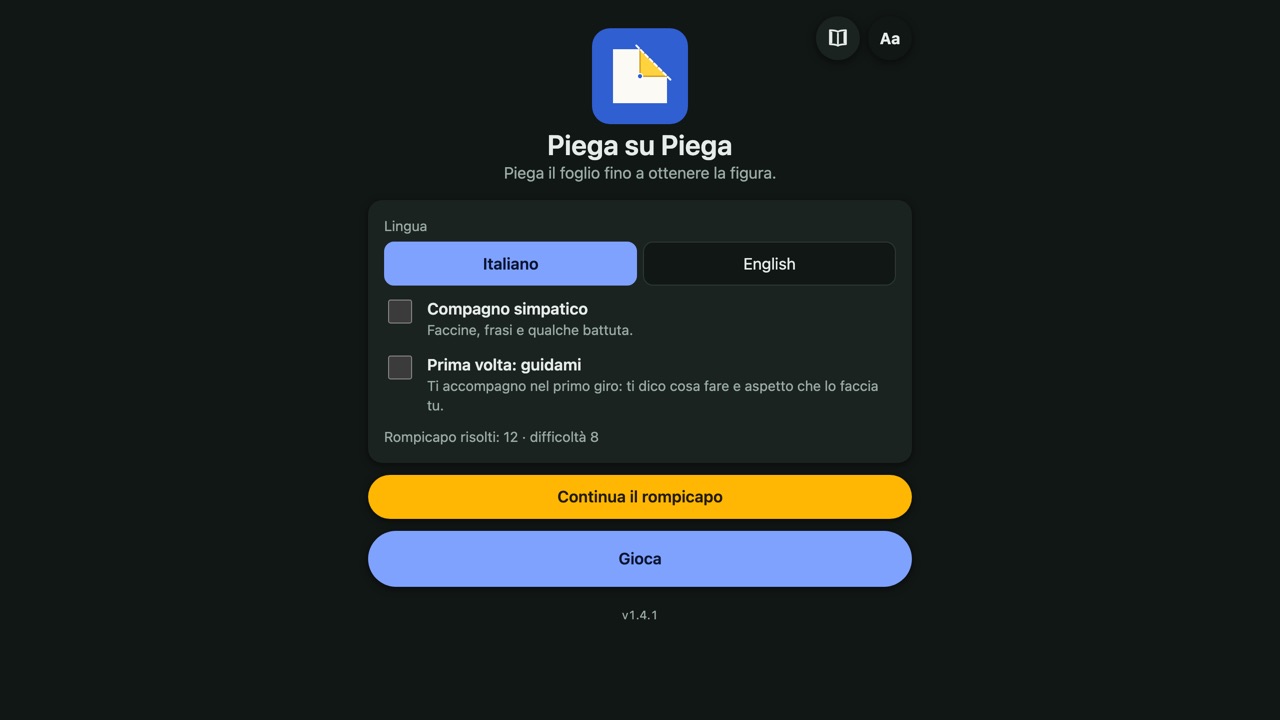 Aa
Piega su Piega
Piega il foglio fino a ottenere la figura.
Lingua
Italiano
English
Compagno simpatico
Faccine, frasi e qualche battuta.
Prima volta: guidami
Ti accompagno nel primo giro: ti dico cosa fare e aspetto che lo faccia
tu.
Rompicapo risolti: 12 · difficoltà 8
Continua il rompicapo
Gioca
v1.4.1